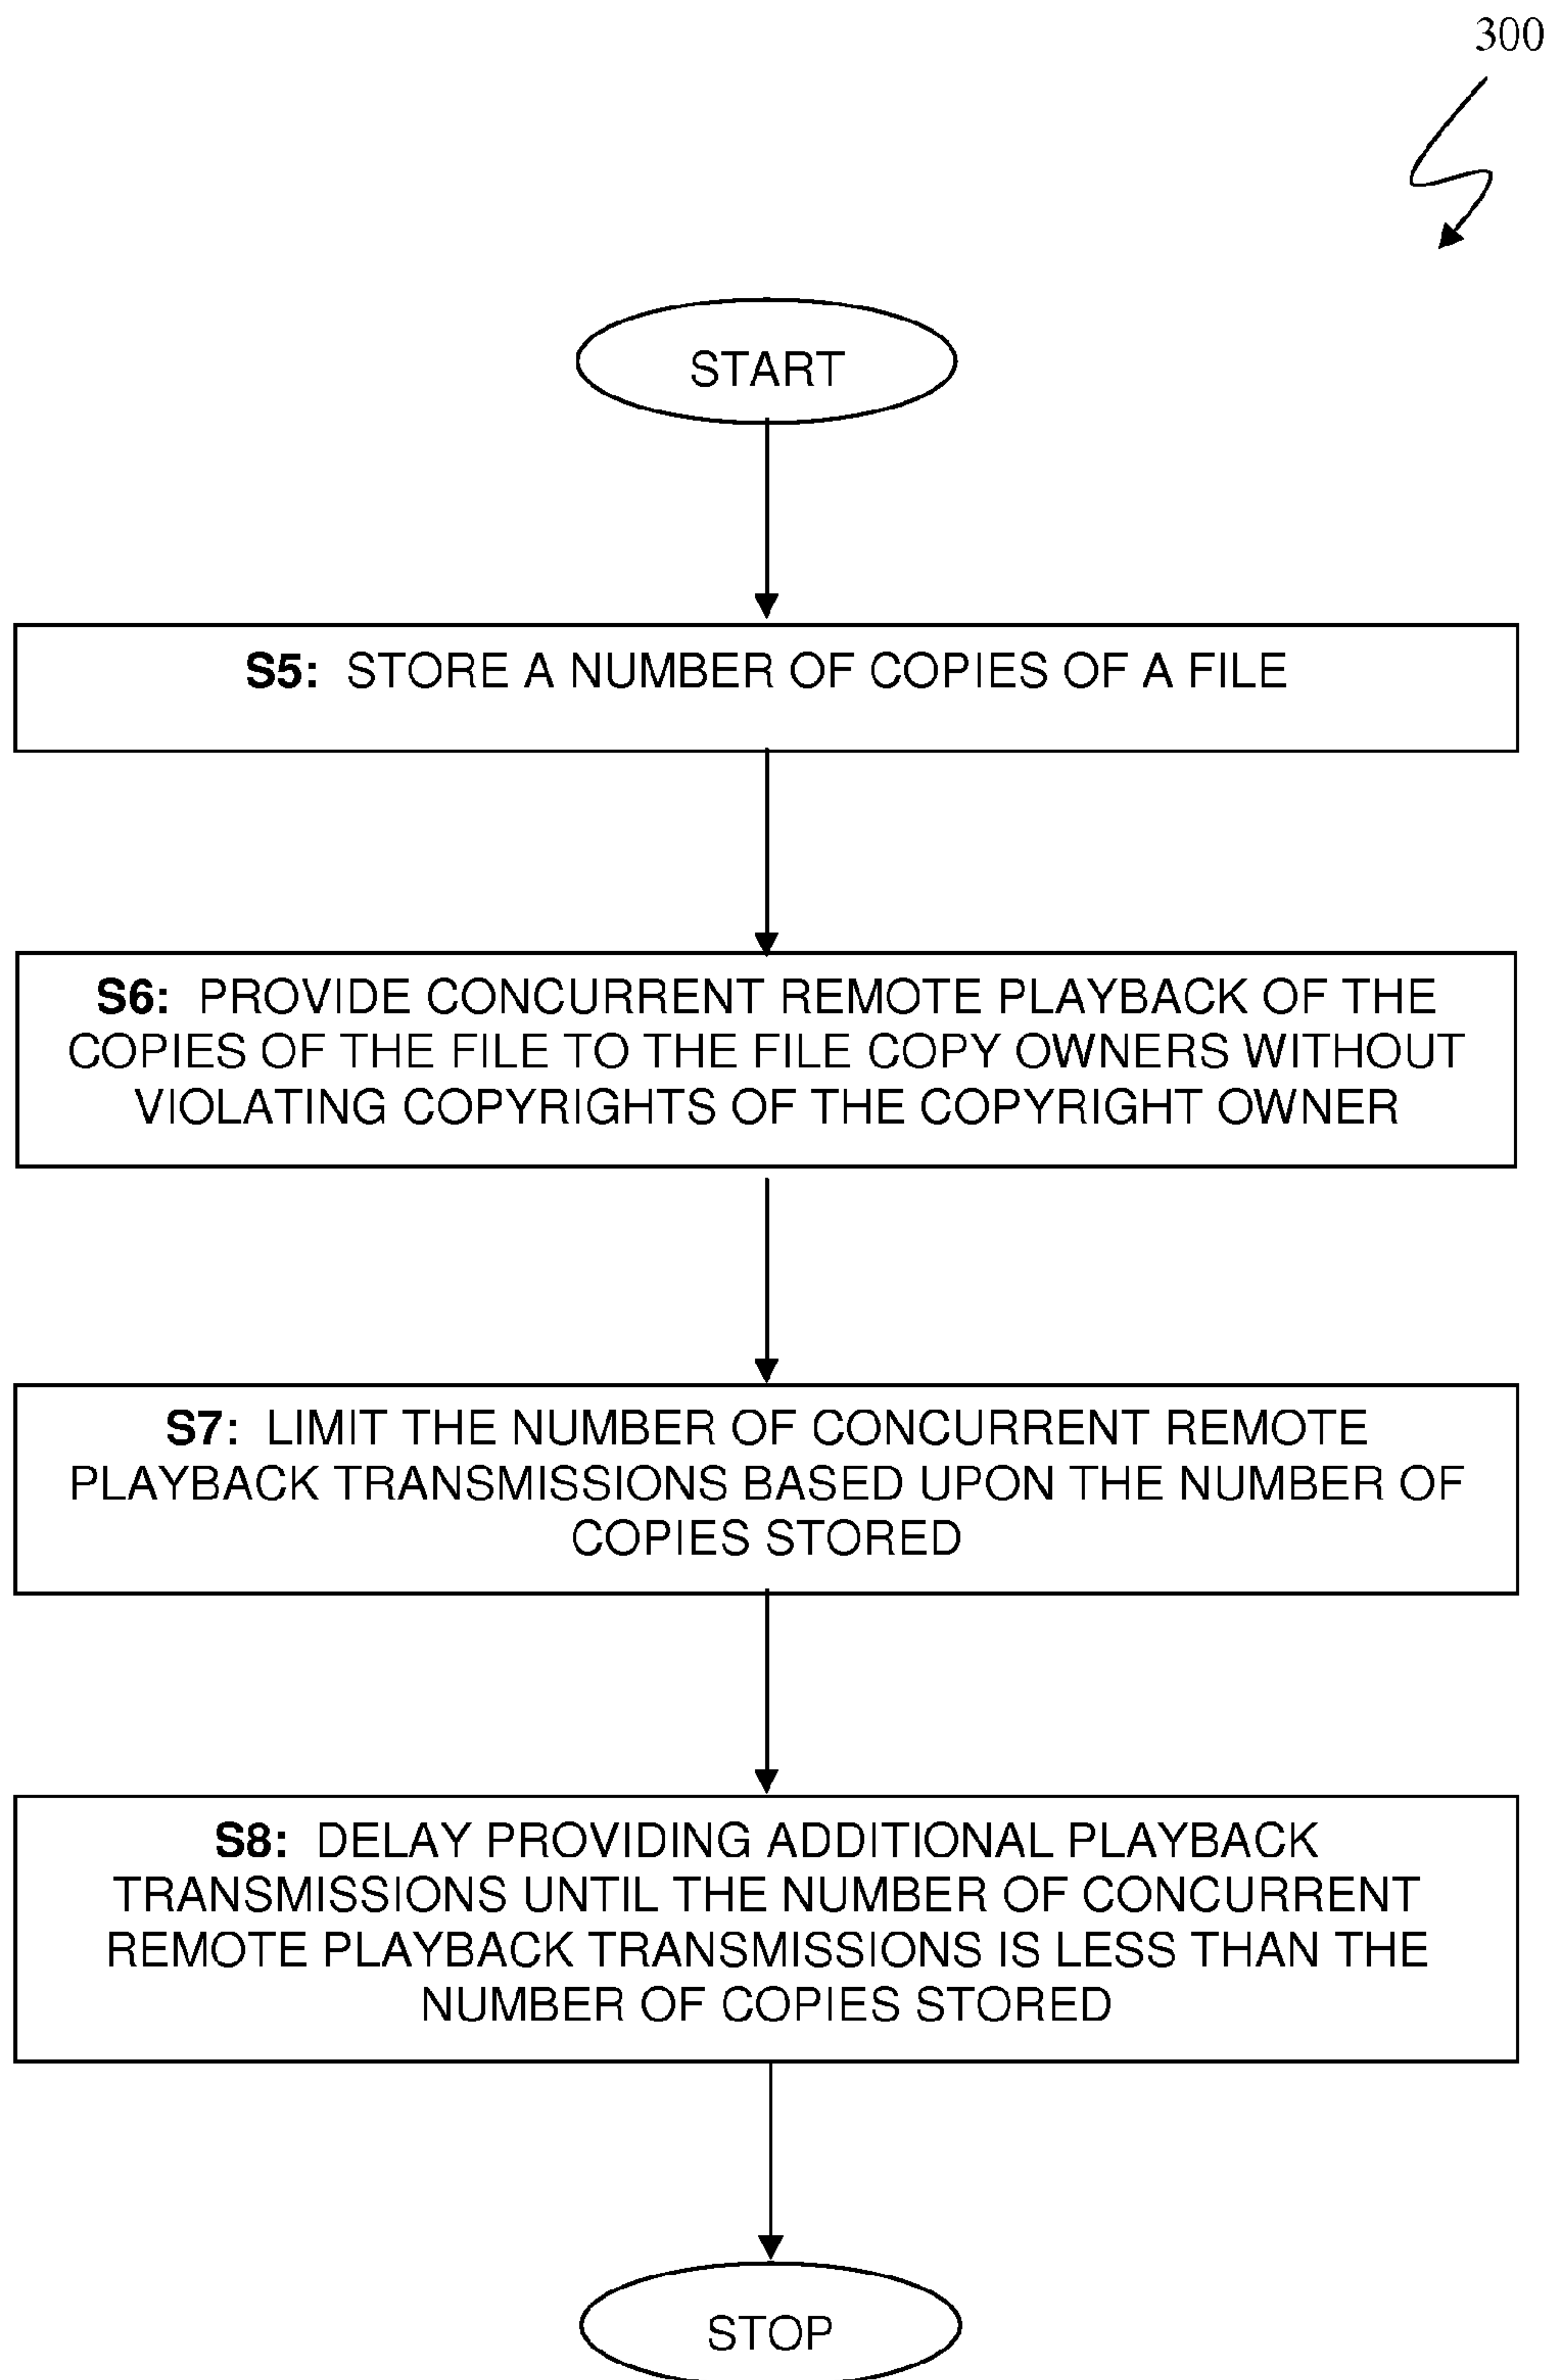 300
START
S5: STORE A NUMBER OF COPIES OF A FILE
S6: PROVIDE CONCURRENT REMOTE PLAYBACK OF THE
COPIES OF THE FILE TO THE FILE COPY OWNERS WITHOUT
VIOLATING COPYRIGHTS OF THE COPYRIGHT OWNER
S7: LIMIT THE NUMBER OF CONCURRENT REMOTE
PLAYBACK TRANSMISSIONS BASED UPON THE NUMBER OF
COPIES STORED
S8: DELAY PROVIDING ADDITIONAL PLAYBACK
TRANSMISSIONS UNTIL THE NUMBER OF CONCURRENT
REMOTE PLAYBACK TRANSMISSIONS IS LESS THAN THE
NUMBER OF COPIES STORED
STOP